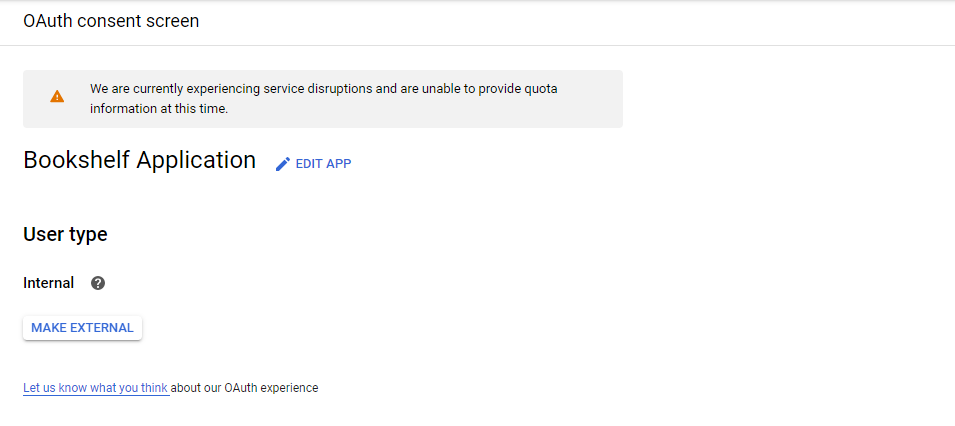 OAuth consent screen
We are currently experiencing service disruptions and are unable to provide quota
information at this time.
Bookshelf Application
EDIT APP
User type
Internal
?
MAKE EXTERNAL
Let us know what you think about our OAuth experience